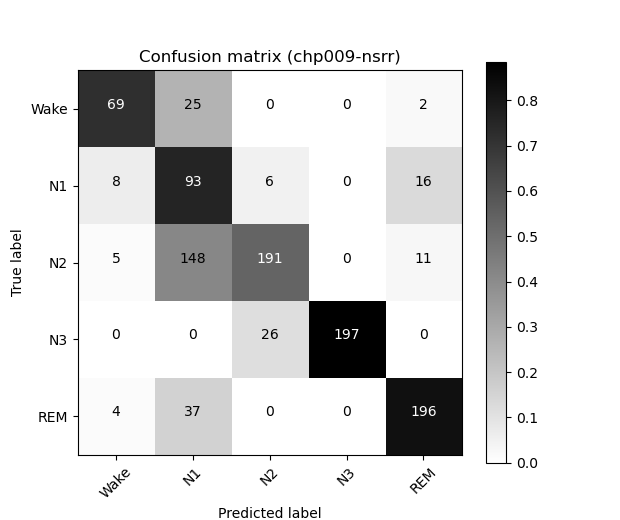 Confusion matrix (chp009-nsrr)
True label
Wake 69 25 0 0 2
N1 8 93 6 0 16
N2 5 148 191 0 11
N3 0 0 26 197 0
REM 4 37 0 0 196
Wake N1 N2 N3 REM
Predicted label
0.8
0.7
0.6
0.5
0.4
0.3
0.2
0.1
0.0